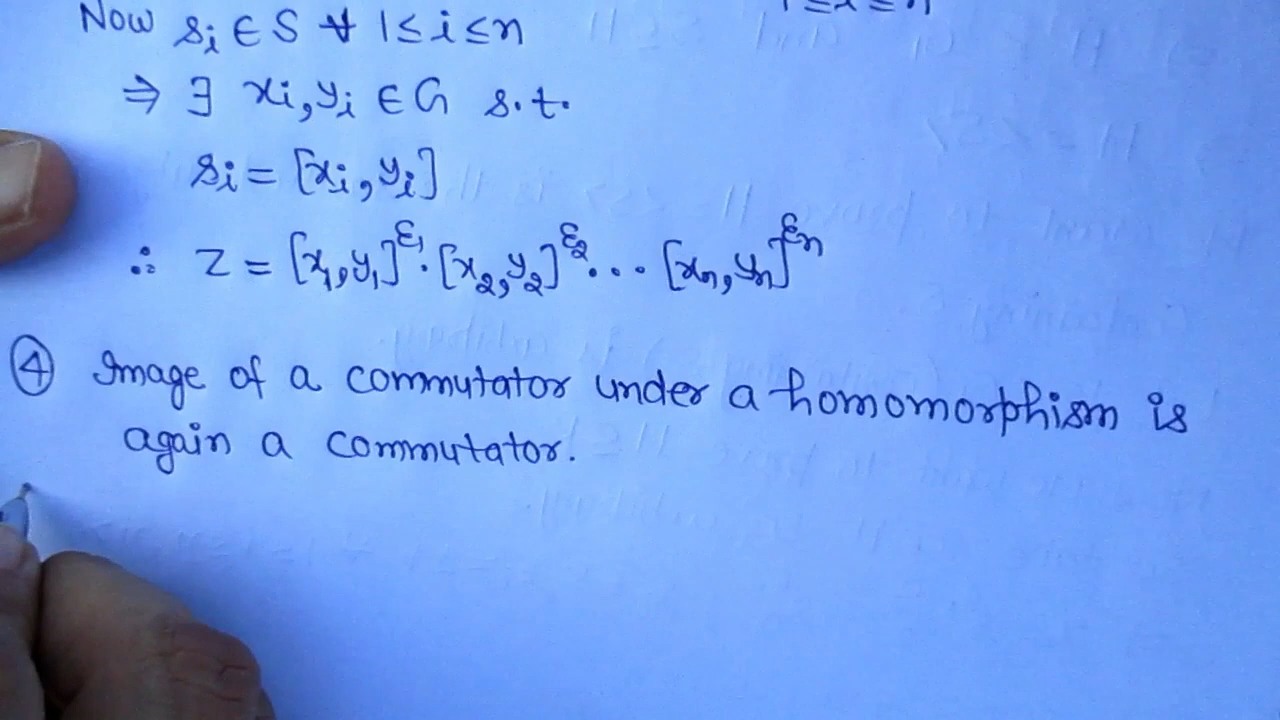 1≤i≤n
Now sᵢ ∈ S ∀ 1≤i≤n
⇒ ∃ xᵢ,yᵢ ∈ G s.t.
sᵢ = [xᵢ,yᵢ]
∴ z = [x₁,y₁]^ε₁ · [x₂,y₂]^ε₂ ... [xₙ,yₙ]^εₙ
④ Image of a commutator under a homomorphism is
again a commutator.